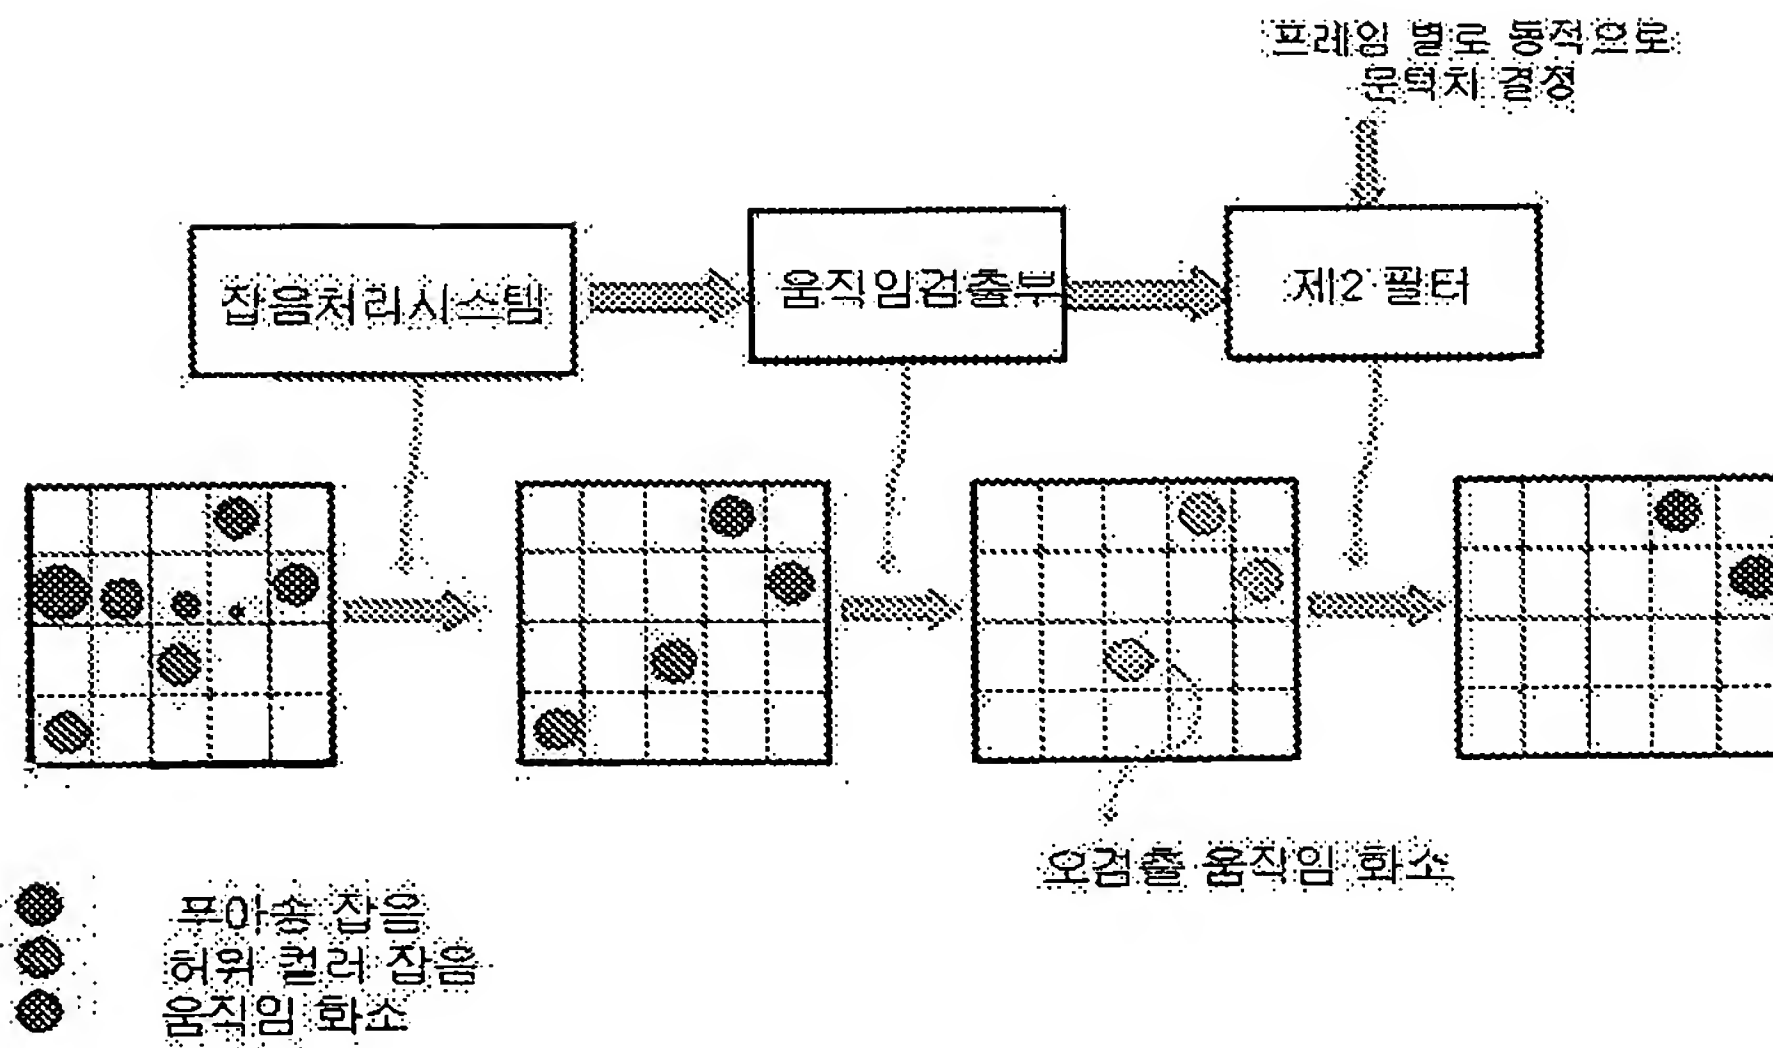 프레임 별로 동적으로
문턱치 결정
잡음처리시스템
움직임검출부
제2 필터
오검출 움직임 화소
푸아송 잡음
허위 컬러 잡음
움직임 화소